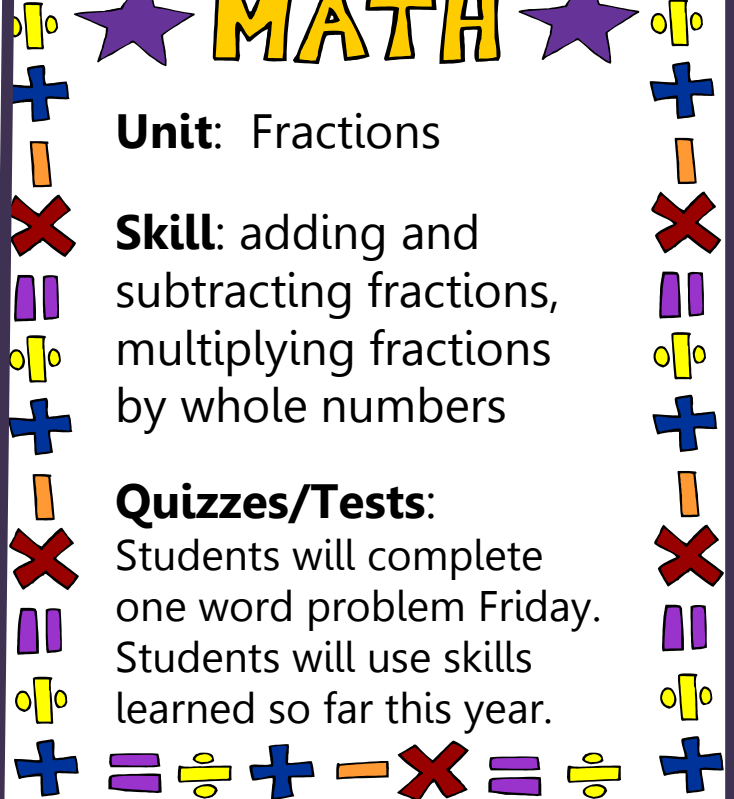 MATH
Unit: Fractions
Skill: adding and
subtracting fractions,
multiplying fractions
by whole numbers
Quizzes/Tests:
Students will complete
one word problem Friday.
Students will use skills
learned so far this year.